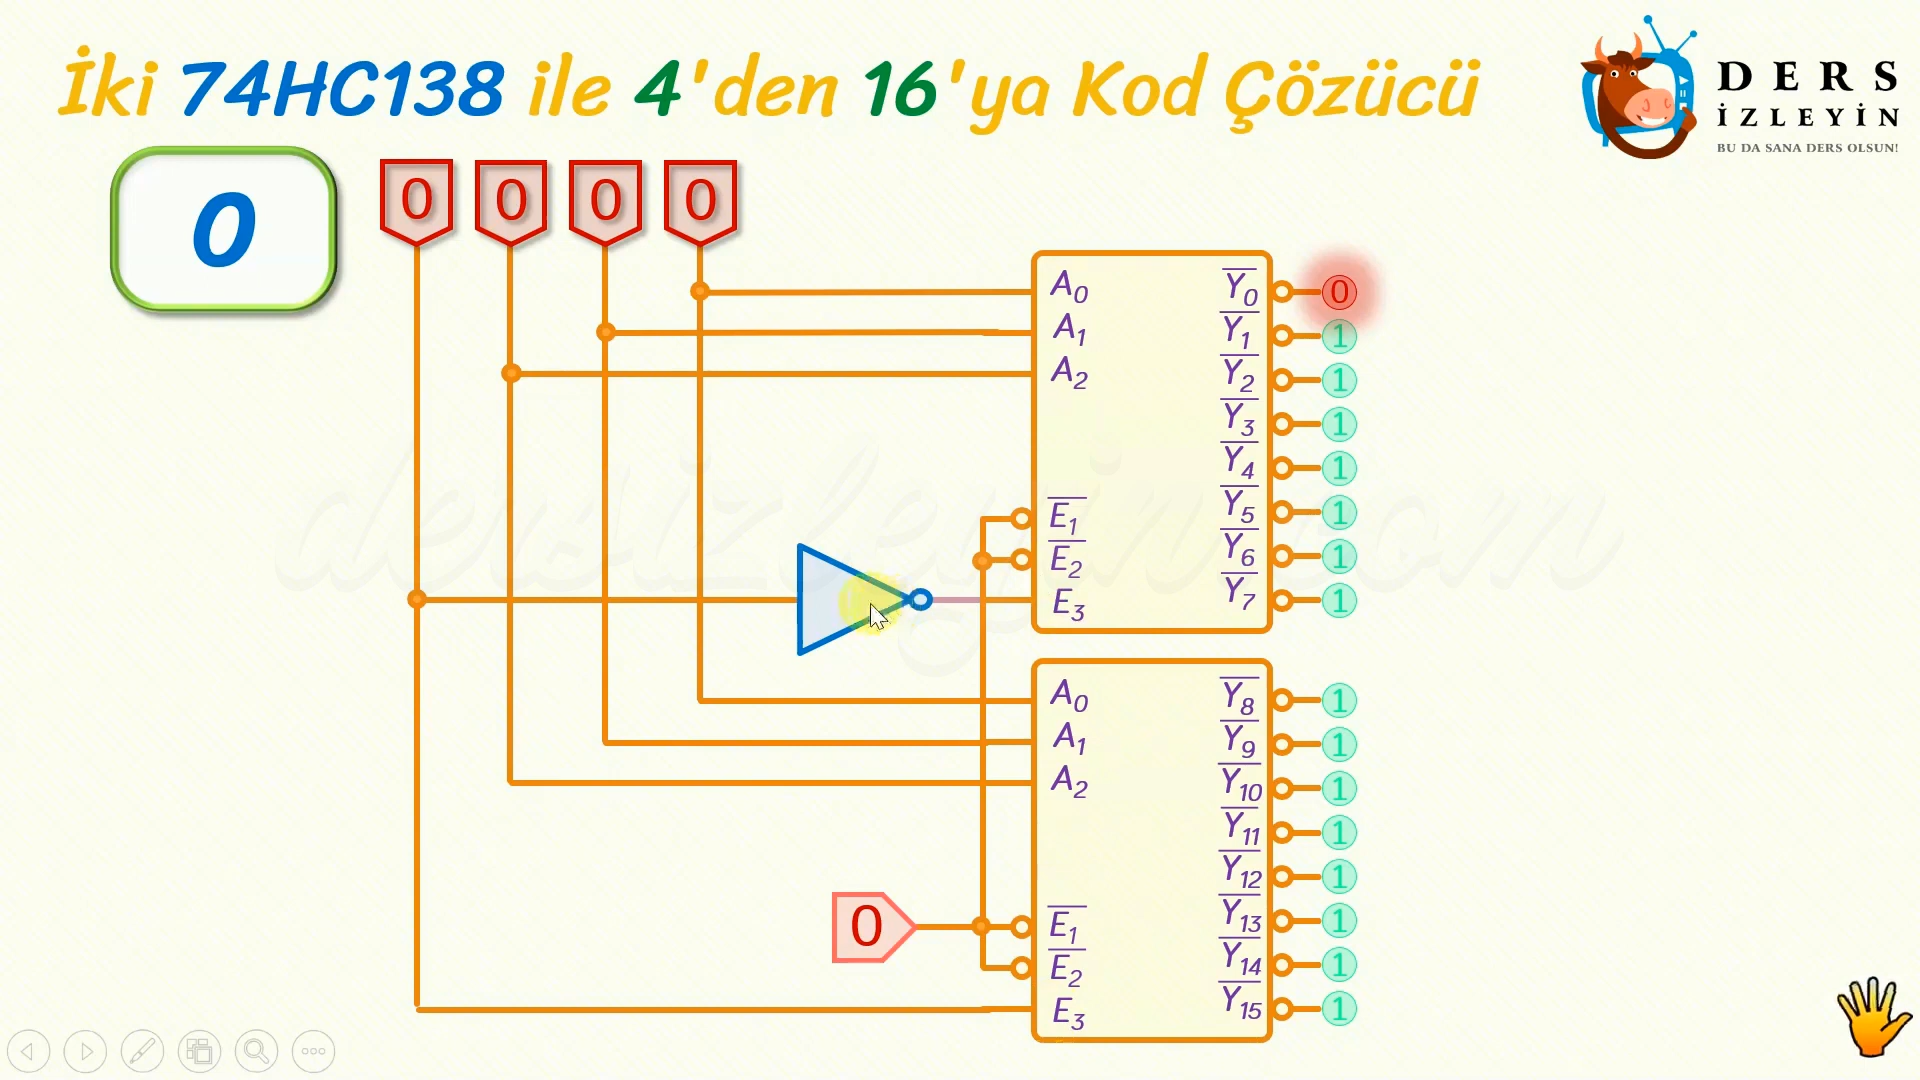 İki 74HC138 ile 4'den 16'ya Kod Çözücü
DERS
İZLEYİN
BU DA SANA DERS OLSUN!
0
0 0 0 0
A0 Y0 0
A1 Y1 1
A2 Y2 1
Y3 1
Y4 1
E1 Y5 1
E2 Y6 1
E3 Y7 1
A0 Y8 1
A1 Y9 1
A2 Y10 1
Y11 1
Y12 1
0 E1 Y13 1
E2 Y14 1
E3 Y15 1
dersizleyin.com